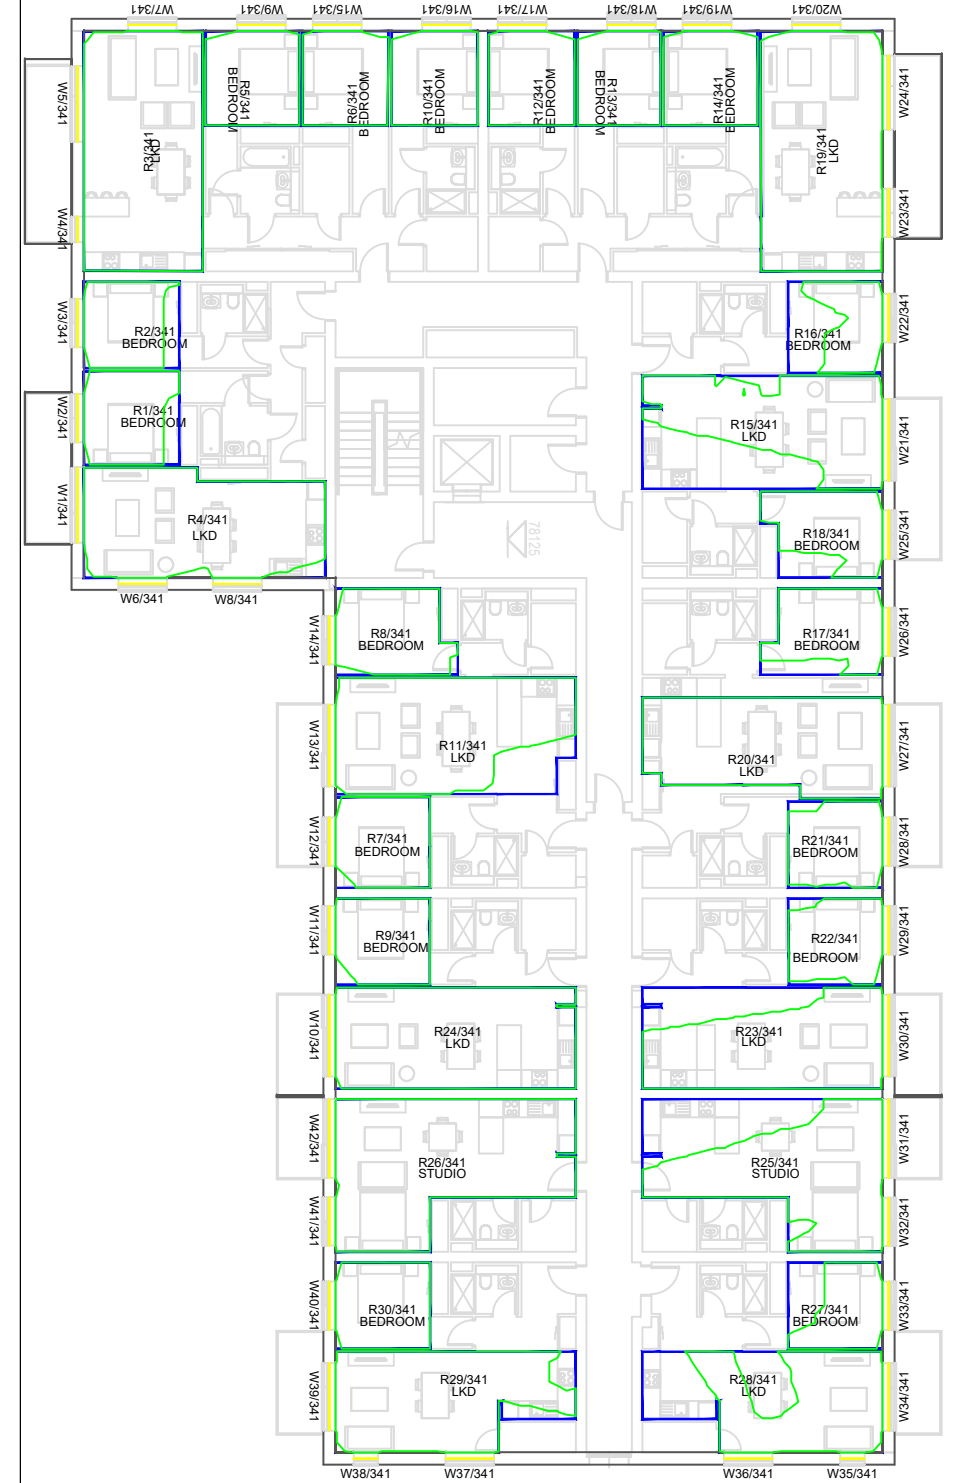 W7/341
W9/341
W15/341
W16/341
W17/341
W18/341
W19/341
W20/341
W5/341
W4/341
R3/341
LKD
R5/341
BEDROOM
R6/341
BEDROOM
R10/341
BEDROOM
R12/341
BEDROOM
R13/341
BEDROOM
R14/341
BEDROOM
R19/341
LKD
W24/341
W23/341
W3/341
R2/341
BEDROOM
R16/341
BEDROOM
W22/341
W2/341
R1/341
BEDROOM
R15/341
LKD
W21/341
W1/341
R4/341
LKD
78125
R18/341
BEDROOM
W25/341
W6/341
W8/341
W14/341
R8/341
BEDROOM
R17/341
BEDROOM
W26/341
W13/341
R11/341
LKD
R20/341
LKD
W27/341
W12/341
R7/341
BEDROOM
R21/341
BEDROOM
W28/341
W11/341
R9/341
BEDROOM
R22/341
BEDROOM
W29/341
W10/341
R24/341
LKD
R23/341
LKD
W30/341
W42/341
R26/341
STUDIO
R25/341
STUDIO
W31/341
W41/341
W32/341
W40/341
R30/341
BEDROOM
R27/341
BEDROOM
W33/341
W39/341
R29/341
LKD
R28/341
LKD
W34/341
W38/341
W37/341
W36/341
W35/341